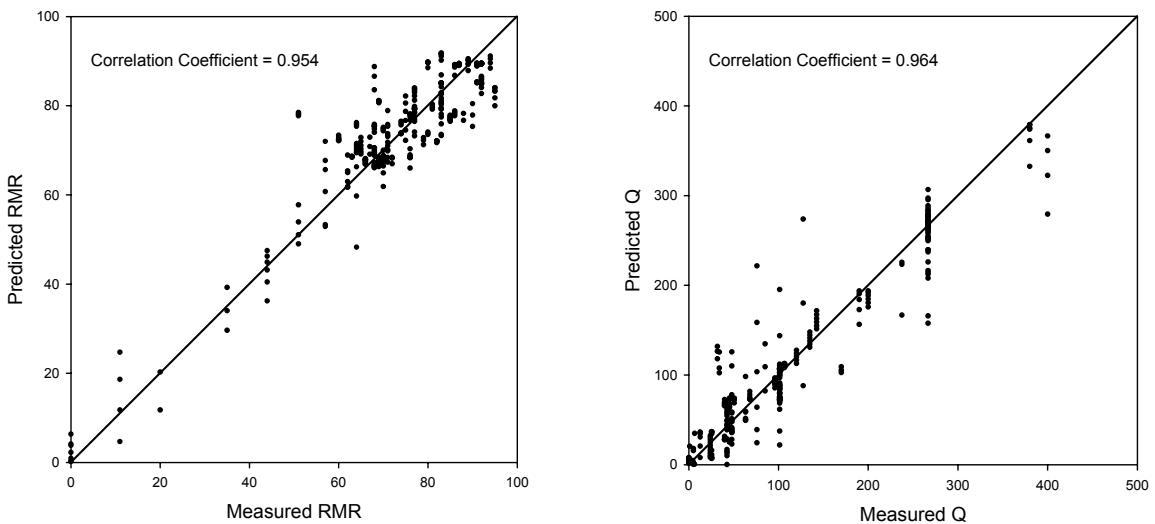 100
Correlation Coefficient = 0.954
80
60
40
20
0
Predicted RMR
0 20 40 60 80 100
Measured RMR
500
Correlation Coefficient = 0.964
400
300
200
100
0
Predicted Q
0 100 200 300 400 500
Measured Q